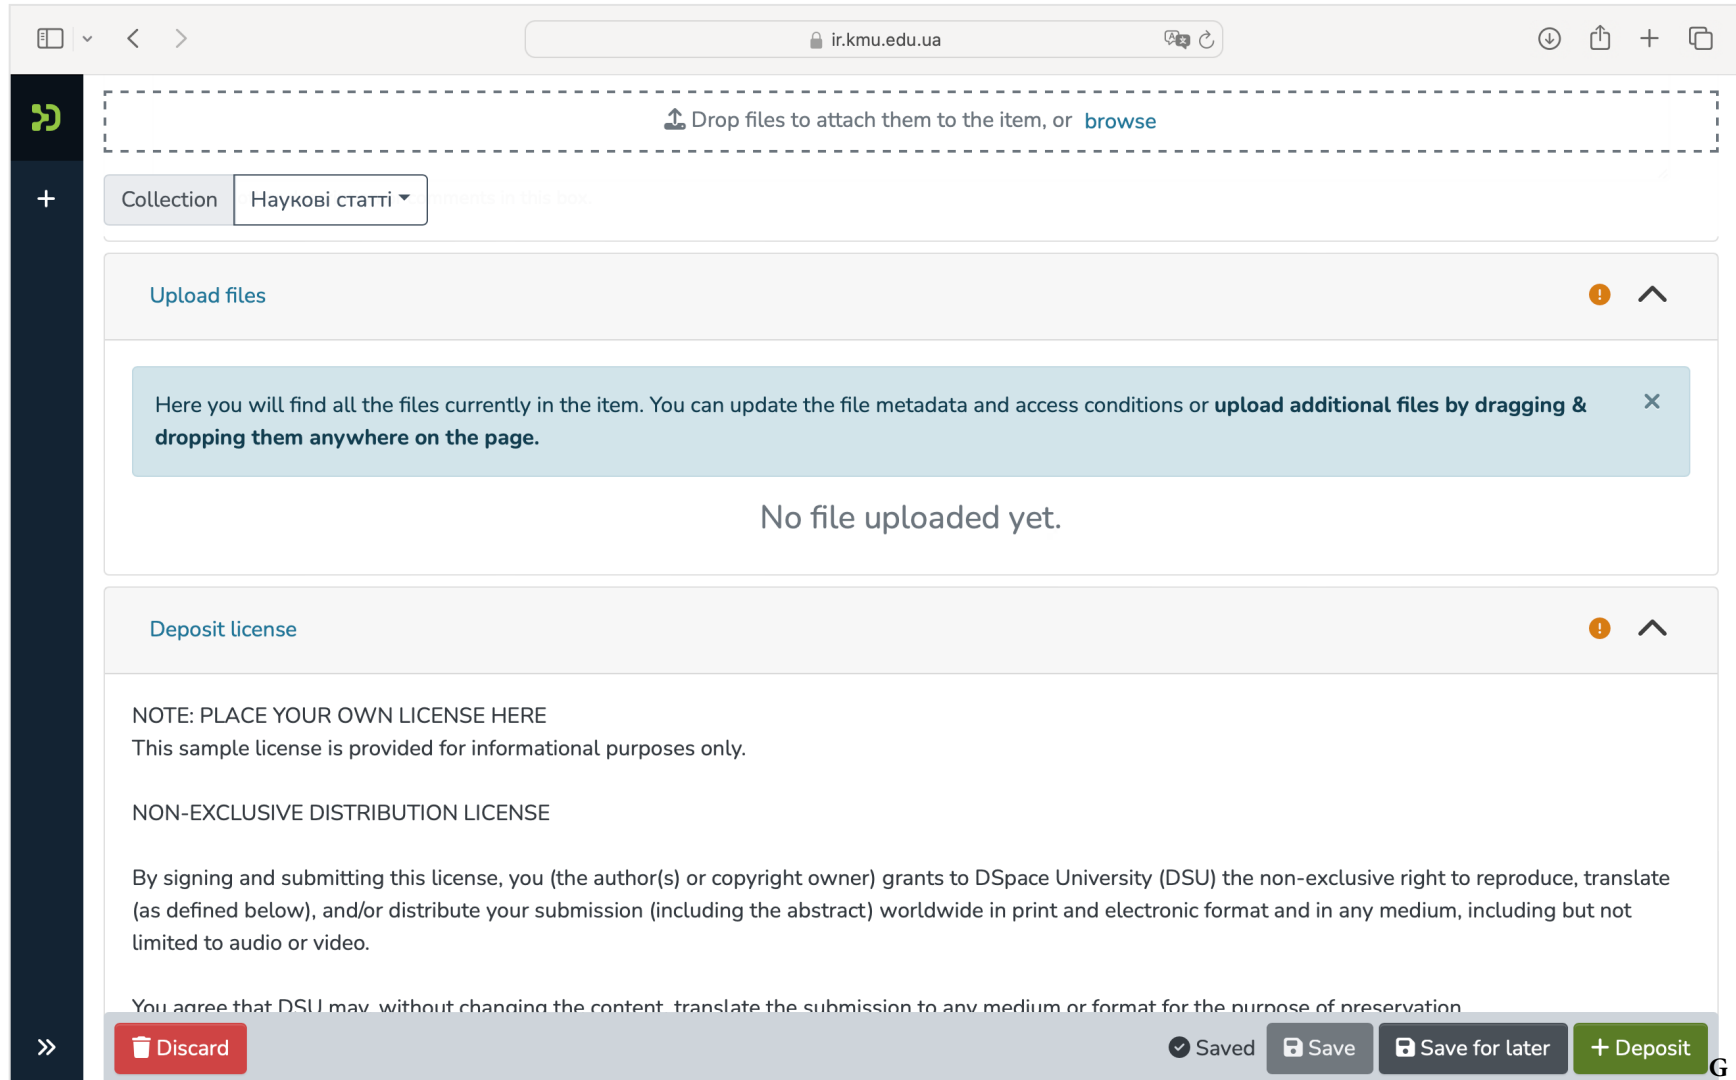 ir.kmu.edu.ua
Drop files to attach them to the item, or browse
Collection Наукові статті
Upload files
Here you will find all the files currently in the item. You can update the file metadata and access conditions or upload additional files by dragging &
dropping them anywhere on the page.
No file uploaded yet.
Deposit license
NOTE: PLACE YOUR OWN LICENSE HERE
This sample license is provided for informational purposes only.
NON-EXCLUSIVE DISTRIBUTION LICENSE
By signing and submitting this license, you (the author(s) or copyright owner) grants to DSpace University (DSU) the non-exclusive right to reproduce, translate
(as defined below), and/or distribute your submission (including the abstract) worldwide in print and electronic format and in any medium, including but not
limited to audio or video.
You agree that DSU may, without changing the content, translate the submission to any medium or format for the purpose of preservation.
Discard Saved Save Save for later + Deposit
G